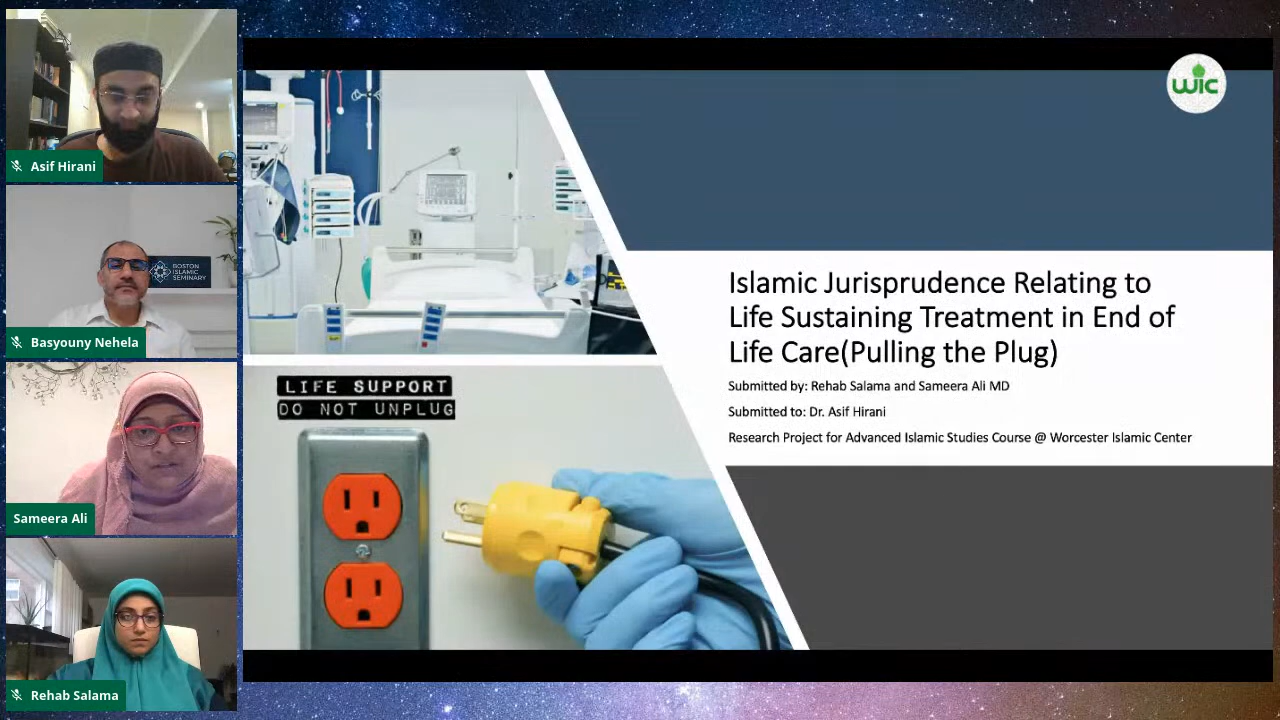 Asif Hirani
BOSTON
ISLAMIC
SEMINARY
Basyouny Nehela
Sameera Ali
Rehab Salama
wic
LIFE SUPPORT
DO NOT UNPLUG
Islamic Jurisprudence Relating to
Life Sustaining Treatment in End of
Life Care(Pulling the Plug)
Submitted by: Rehab Salama and Sameera Ali MD
Submitted to: Dr. Asif Hirani
Research Project for Advanced Islamic Studies Course @ Worcester Islamic Center